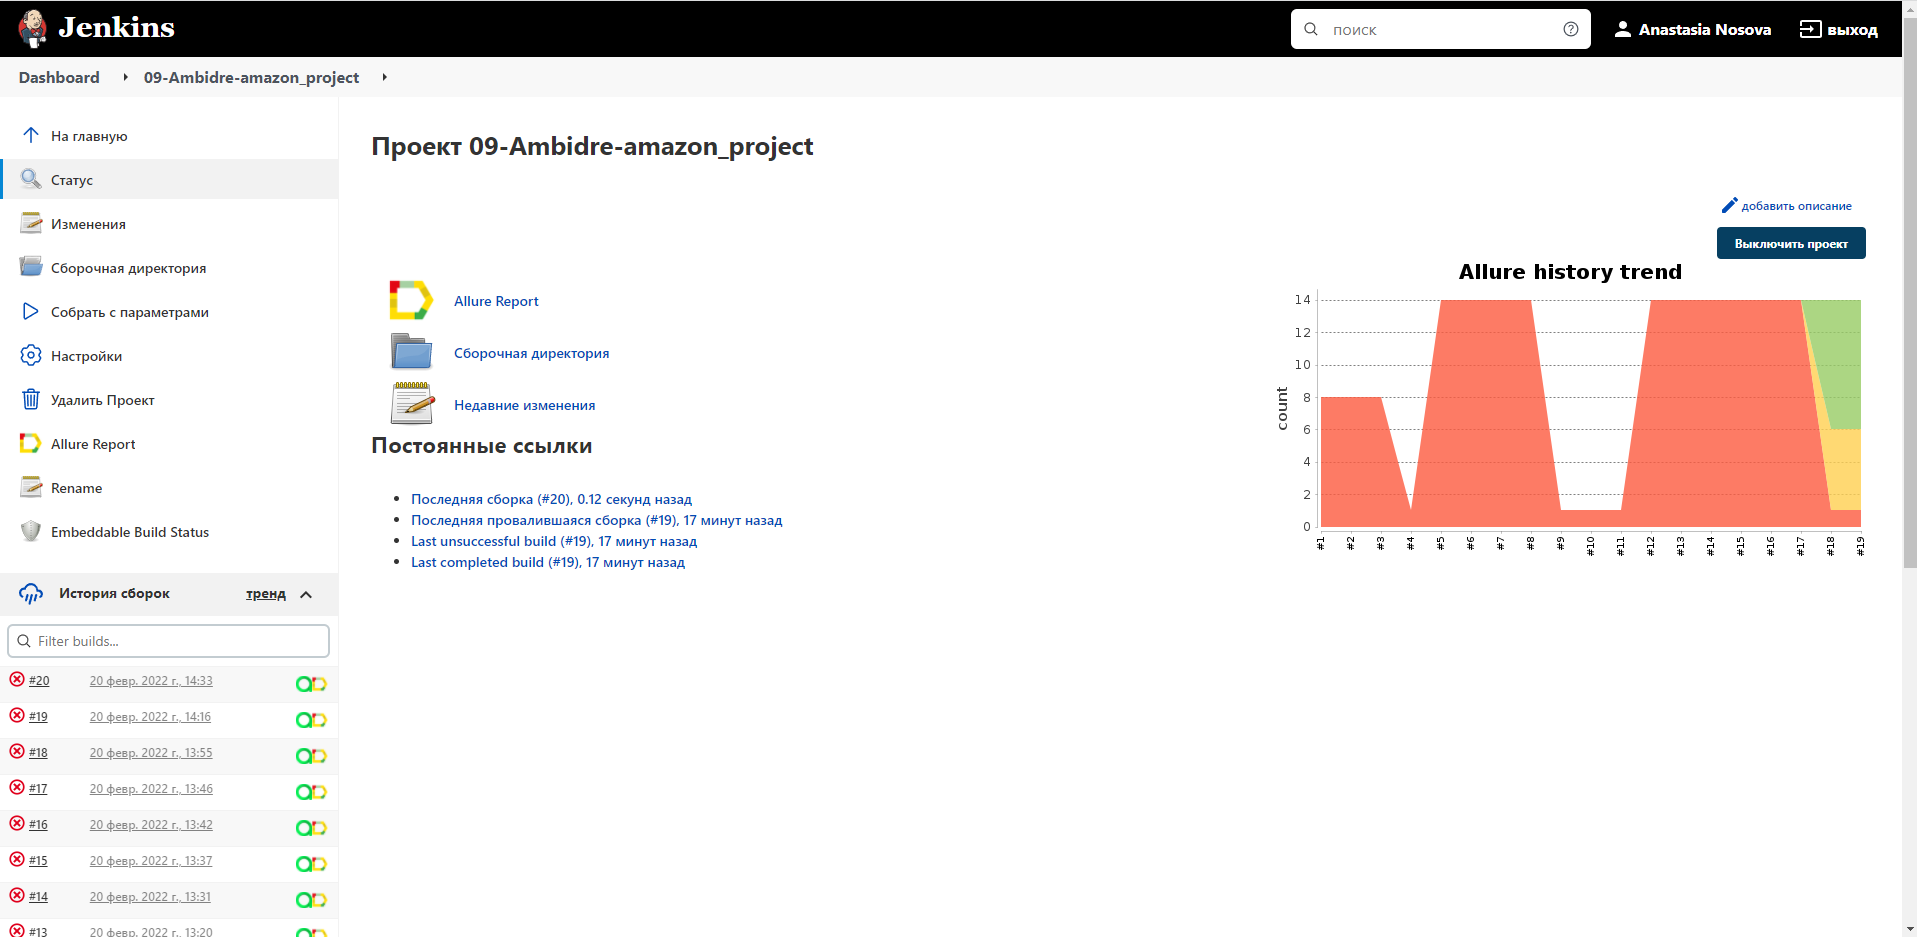 Jenkins
поиск
Anastasia Nosova
выход
Dashboard
09-Ambidre-amazon_project
На главную
Статус
Изменения
Сборочная директория
Собрать с параметрами
Настройки
Удалить Проект
Allure Report
Rename
Embeddable Build Status
История сборок
тренд
Filter builds...
#20 20 февр. 2022 г., 14:33
#19 20 февр. 2022 г., 14:16
#18 20 февр. 2022 г., 13:55
#17 20 февр. 2022 г., 13:46
#16 20 февр. 2022 г., 13:42
#15 20 февр. 2022 г., 13:37
#14 20 февр. 2022 г., 13:31
#13 20 февр. 2022 г., 13:20
Проект 09-Ambidre-amazon_project
добавить описание
Выключить проект
Allure Report
Сборочная директория
Недавние изменения
Постоянные ссылки
Последняя сборка (#20), 0.12 секунд назад
Последняя провалившаяся сборка (#19), 17 минут назад
Last unsuccessful build (#19), 17 минут назад
Last completed build (#19), 17 минут назад
Allure history trend
count
14
12
10
8
6
4
2
0
#1 #2 #3 #4 #5 #6 #7 #8 #9 #10 #11 #12 #13 #14 #15 #16 #17 #18 #19